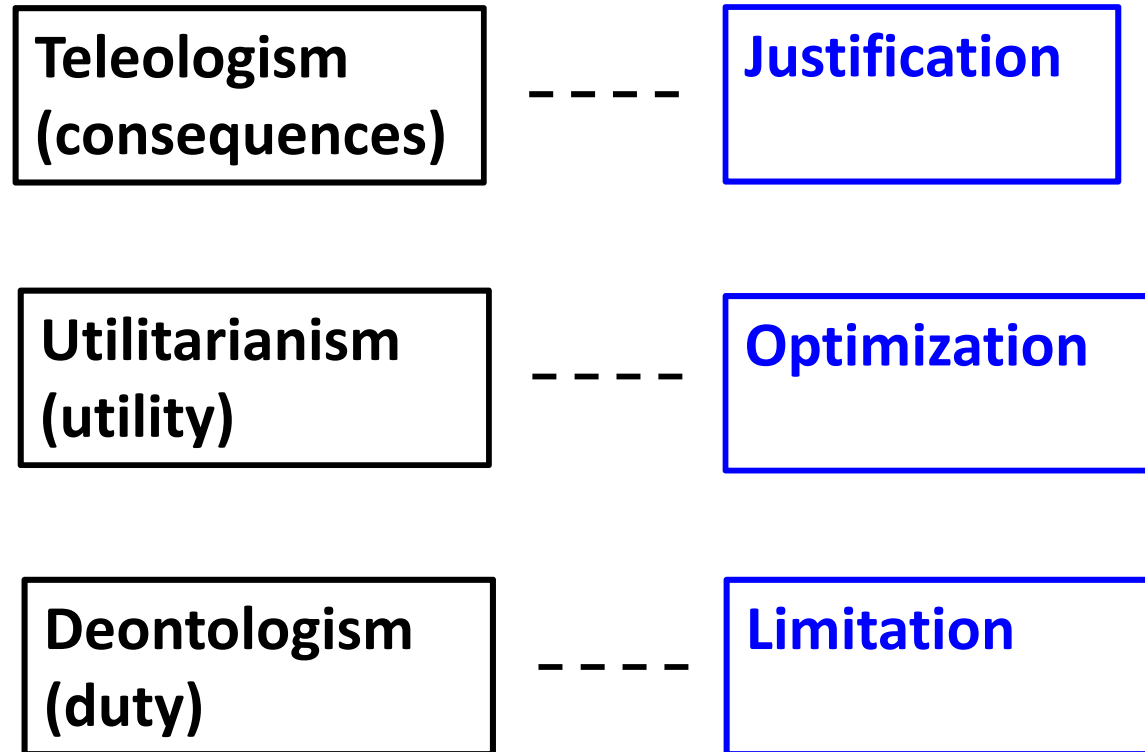 Teleologism
(consequences)
Justification
Utilitarianism
(utility)
Optimization
Deontologism
(duty)
Limitation